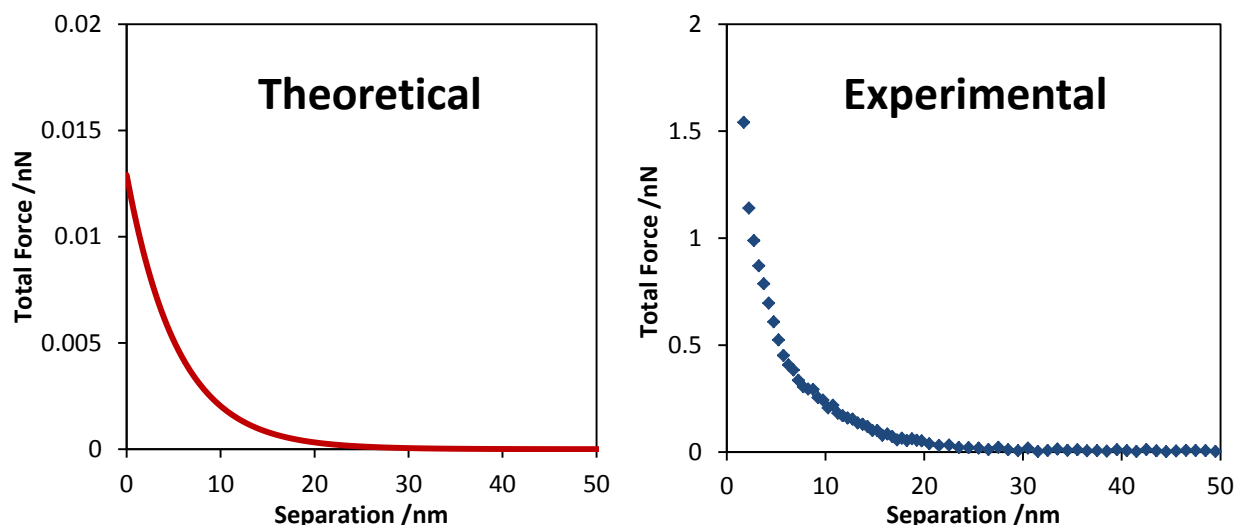 Theoretical
Total Force /nN
0.02
0.015
0.01
0.005
0
0 10 20 30 40 50
Separation /nm
Experimental
Total Force /nN
2
1.5
1
0.5
0
0 10 20 30 40 50
Separation /nm